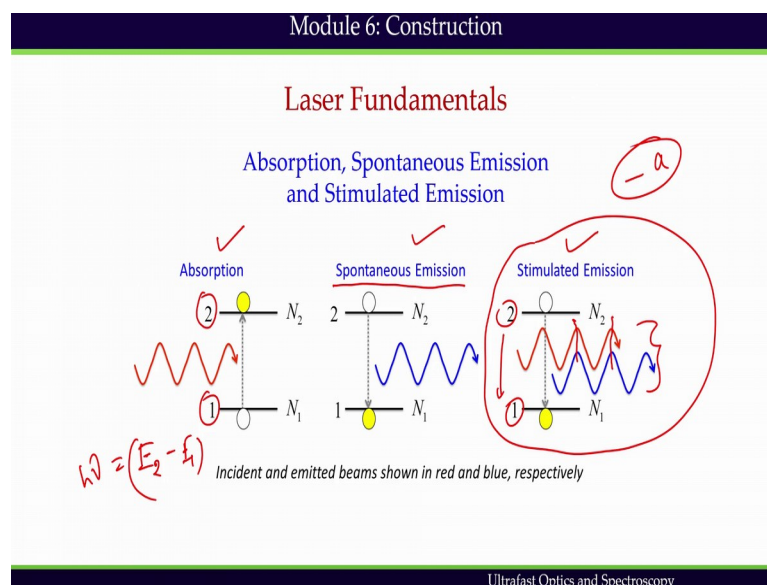 Module 6: Construction
Laser Fundamentals
Absorption, Spontaneous Emission
and Stimulated Emission
– a
Absorption
Spontaneous Emission
Stimulated Emission
2 N₂
2 N₂
2 N₂
1 N₁
1 N₁
1 N₁
hν = (E₂ - E₁)
Incident and emitted beams shown in red and blue, respectively
Ultrafast Optics and Spectroscopy